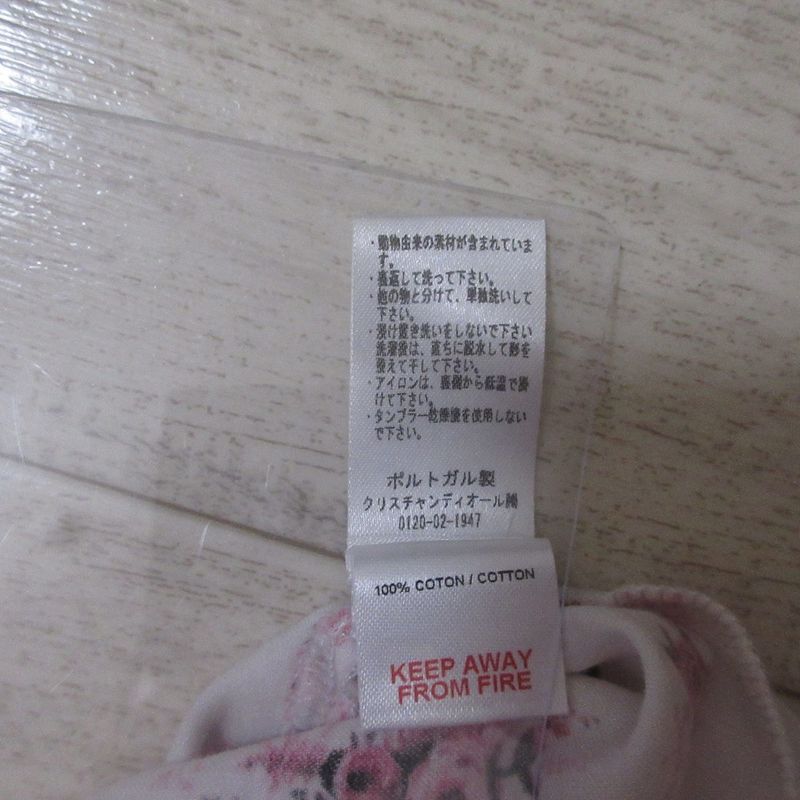 ・動物由来の素材が含まれていま
す。
・裏返して洗って下さい。
・他の物と分けて、単独洗いして
下さい。
・漬け置き洗いをしないで下さい
洗濯後は、直ちに脱水して形を
整えて干して下さい。
・アイロンは、裏側から低温で掛
けて下さい。
・タンブラー乾燥後を使用しない
で下さい。
ポルトガル製
クリスチャンディオール㈱
0120-02-1947
100% COTON / COTTON
KEEP AWAY
FROM FIRE